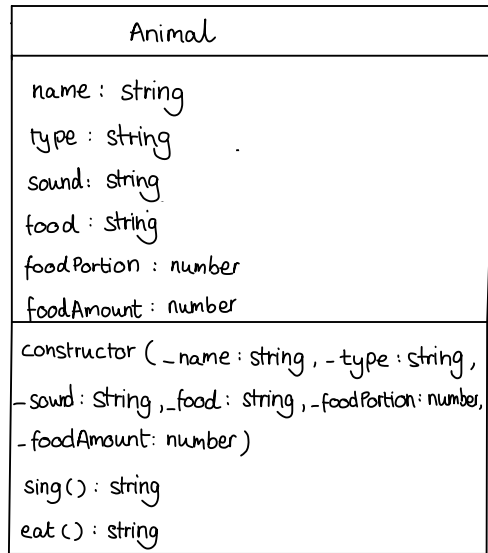 Animal
name : string
type : string
sound: string
food : string
foodPortion : number
foodAmount : number
constructor (_name : string, _type : string,
_sound : string, _food : string, _foodPortion: number,
_foodAmount: number)
sing() : string
eat() : string